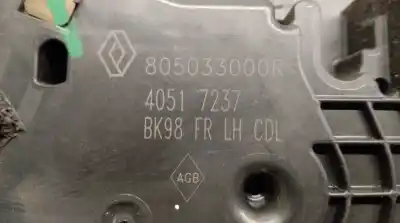 805033000R
4051 7237
BK98 FR LH CDL
AGB